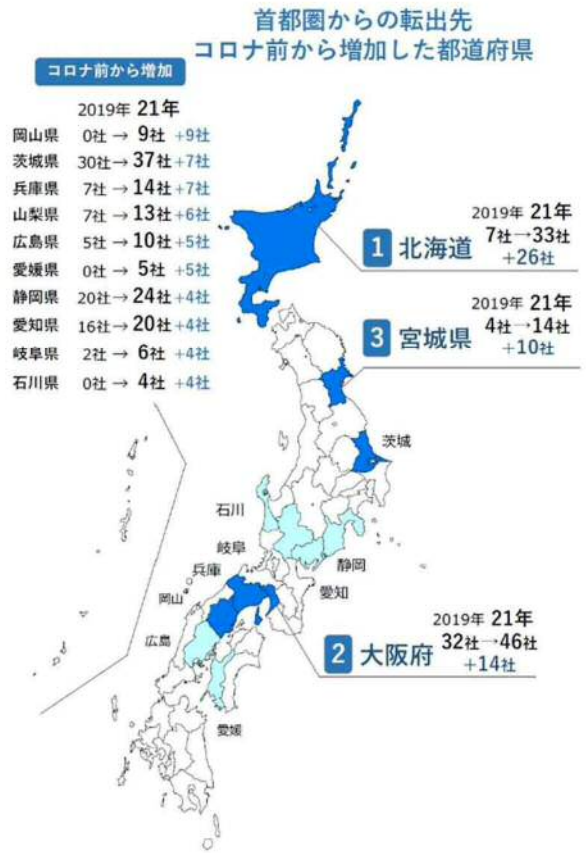 首都圏からの転出先
コロナ前から増加した都道府県
コロナ前から増加
2019年 21年
岡山県 0社 → 9社 +9社
茨城県 30社 → 37社 +7社
兵庫県 7社 → 14社 +7社
山梨県 7社 → 13社 +6社
広島県 5社 → 10社 +5社
愛媛県 0社 → 5社 +5社
静岡県 20社 → 24社 +4社
愛知県 16社 → 20社 +4社
岐阜県 2社 → 6社 +4社
石川県 0社 → 4社 +4社
2019年 21年
1 北海道 7社→33社
+26社
2019年 21年
3 宮城県 4社→14社
+10社
茨城
石川
岐阜
静岡
兵庫
愛知
岡山
広島
2019年 21年
2 大阪府 32社→46社
+14社
愛媛